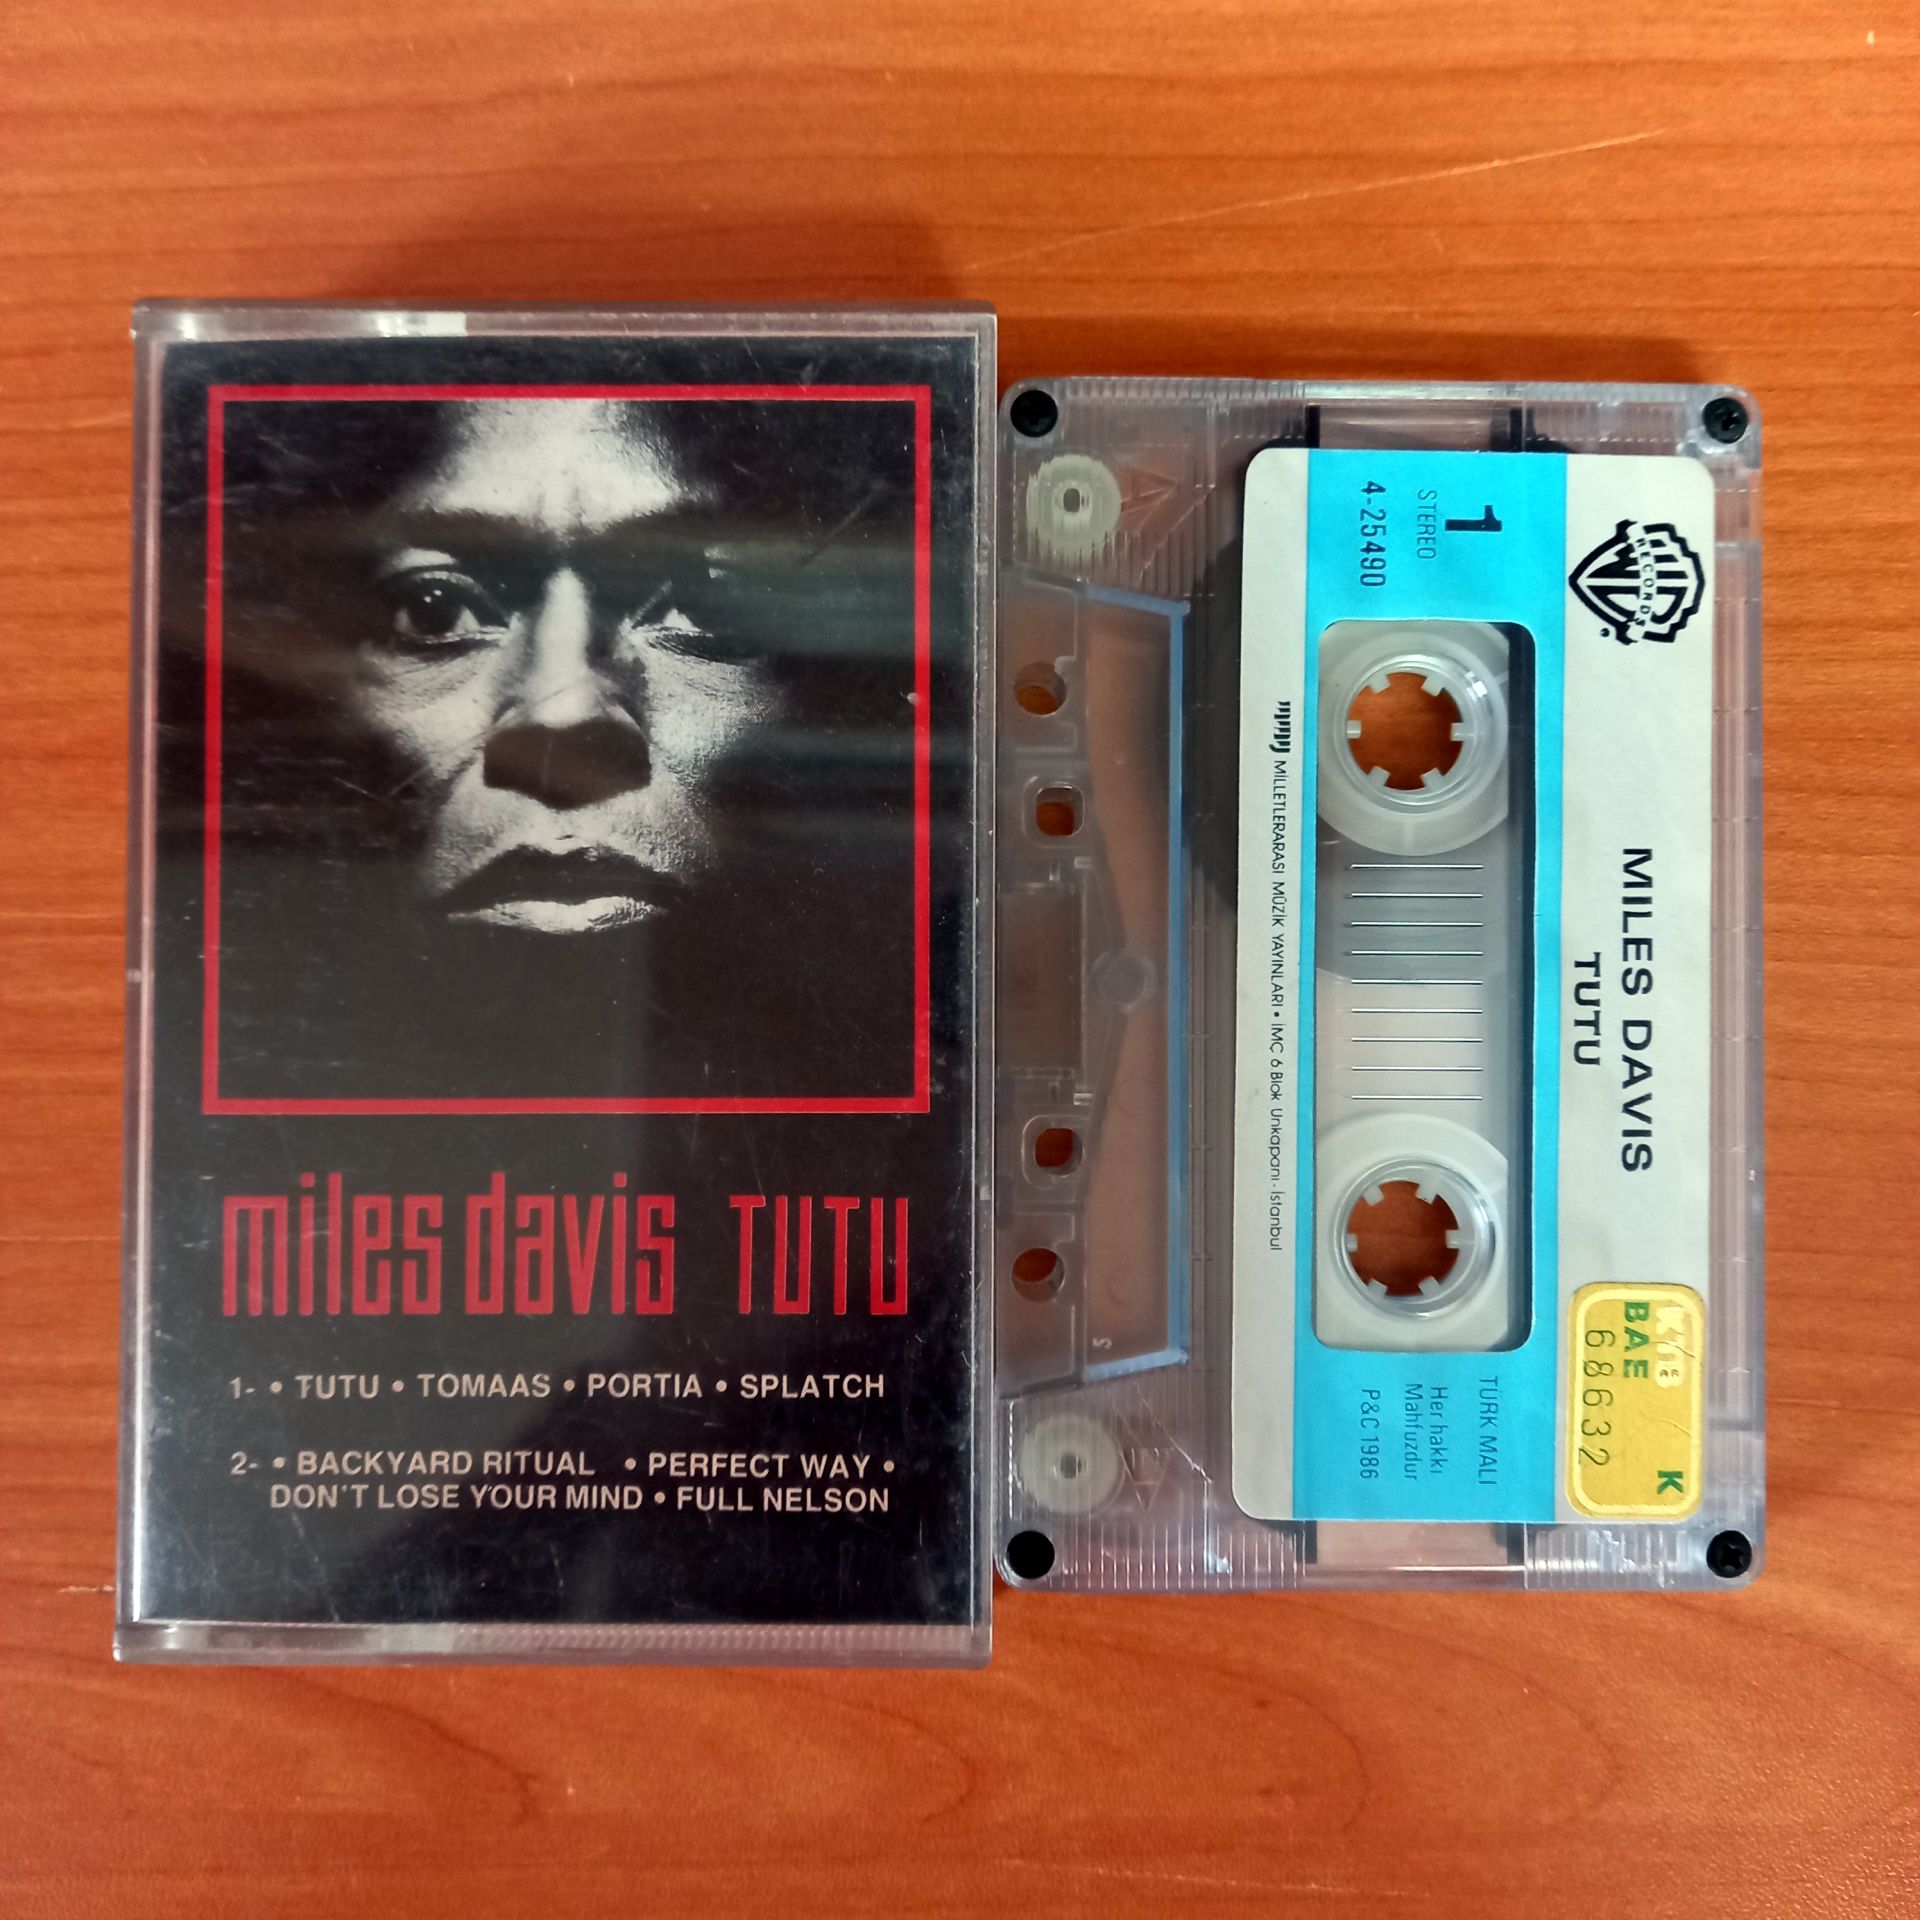 miles davis TUTU
1- • TUTU • TOMAAS • PORTIA • SPLATCH
2- • BACKYARD RITUAL • PERFECT WAY •
DON'T LOSE YOUR MIND • FULL NELSON
RECORDS
MILES DAVIS
TUTU
1
STEREO
4-25490
TÜRK MALI
Her hakkı
Mahfuzdur
P&C 1986
MİLLETLERARASI MÜZİK YAYINLARI • İMÇ 6 Blok Unkapanı - İstanbul
K
BAE
68632
5